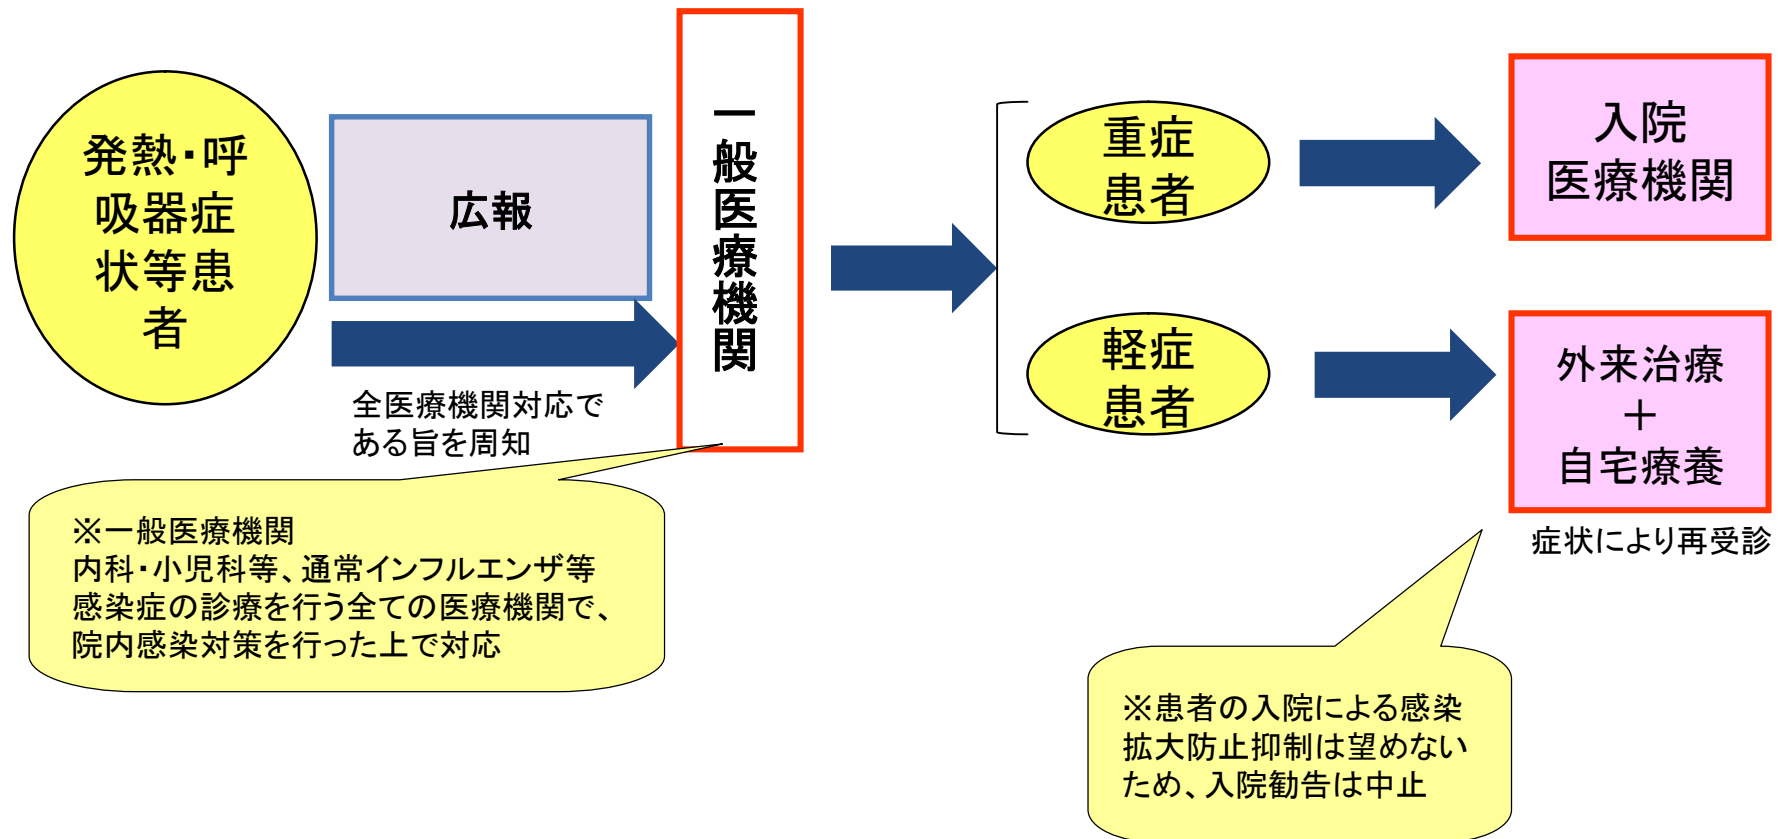 発熱・呼
吸器症
状等患
者
広報
全医療機関対応で
ある旨を周知
一般医療機関
※一般医療機関
内科・小児科等、通常インフルエンザ等
感染症の診療を行う全ての医療機関で、
院内感染対策を行った上で対応
重症
患者
入院
医療機関
軽症
患者
外来治療
＋
自宅療養
症状により再受診
※患者の入院による感染
拡大防止抑制は望めない
ため、入院勧告は中止